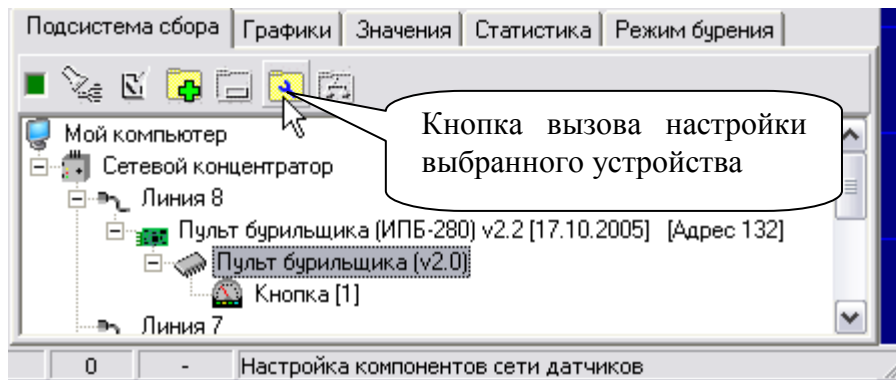 Подсистема сбора Графики Значения Статистика Режим бурения
Кнопка вызова настройки
выбранного устройства
Мой компьютер
Сетевой концентратор
Линия 8
Пульт бурильщика (ИПБ-280) v2.2 [17.10.2005] [Адрес 132]
Пульт бурильщика (v2.0)
Кнопка [1]
Линия 7
0 - Настройка компонентов сети датчиков